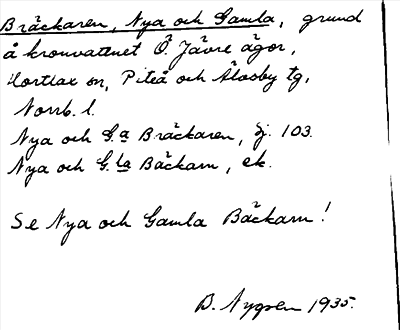 Bräckaren, Nya och Gamla, grund
å kronvattnet Ö. Jävre ägor,
Hortlax sn, Piteå och Älvsby tg,
Norrb. l.
Nya och G.a Bräckaren, Sj. 103.
Nya och G:la Bäckarn, ek.
Se Nya och Gamla Bäckarn!
B. Nygren 1935.